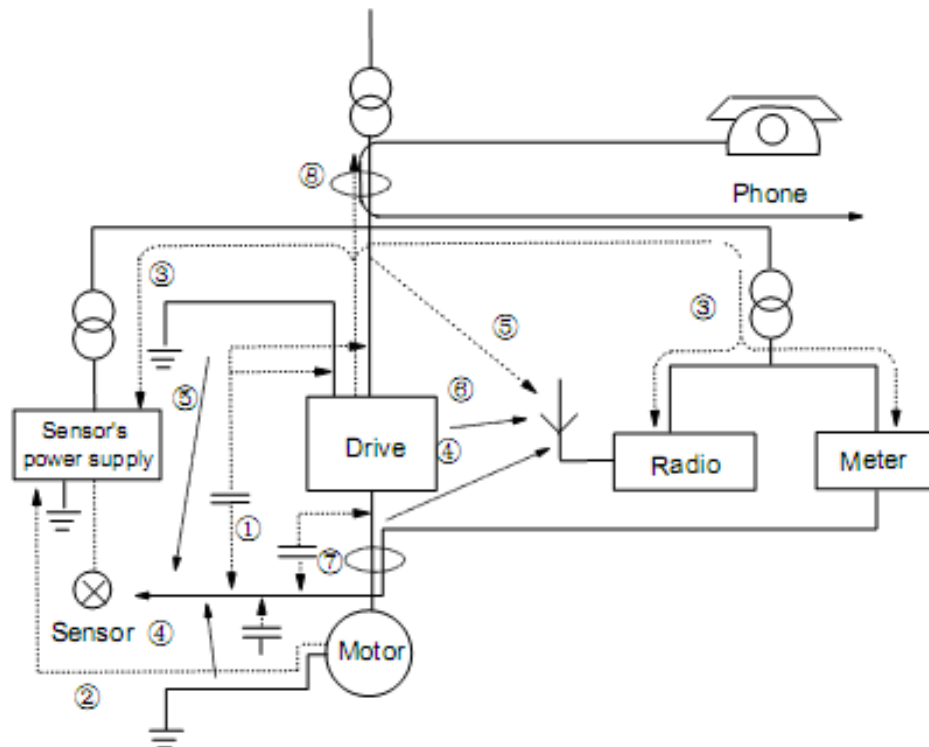 ⑧
Phone
③
③
⑤
⑤
⑥
Sensor's
power supply
Drive
④
Radio
Meter
①
⑦
Sensor
④
Motor
②